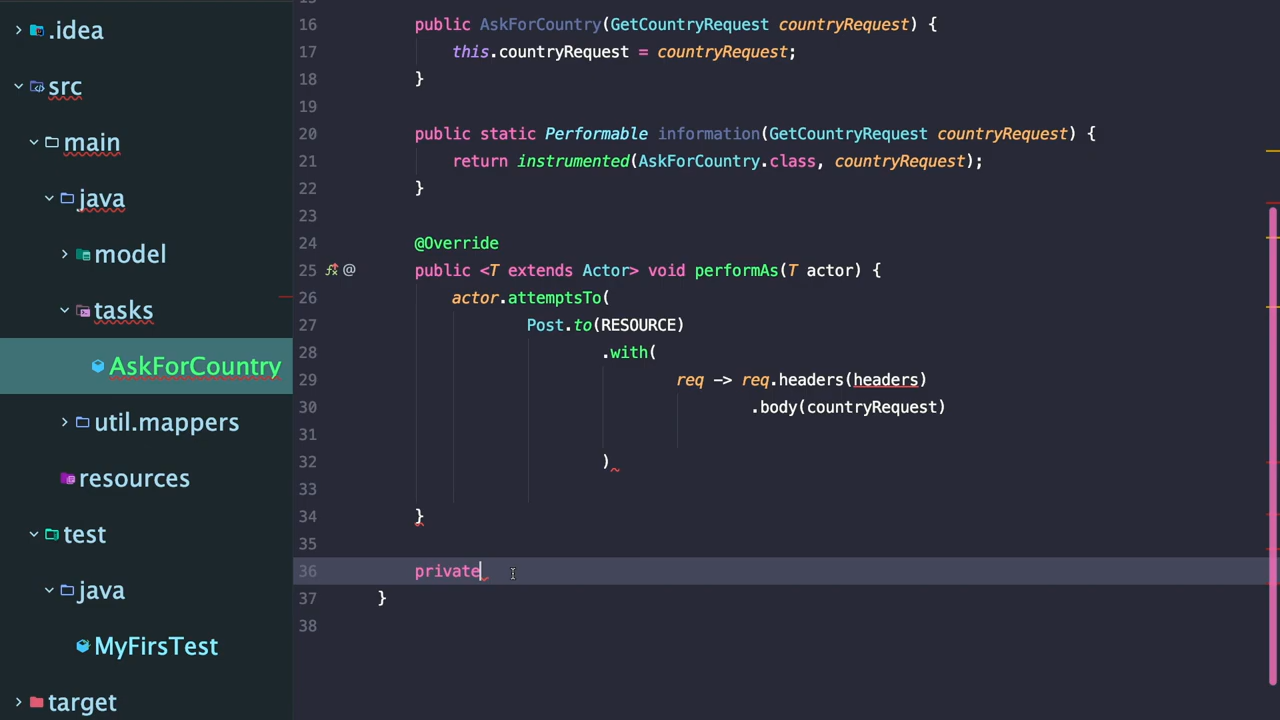 .idea
src
main
java
model
tasks
AskForCountry
util.mappers
resources
test
java
MyFirsTest
target
16 public AskForCountry(GetCountryRequest countryRequest) {
17 this.countryRequest = countryRequest;
18 }
19
20 public static Performable information(GetCountryRequest countryRequest) {
21 return instrumented(AskForCountry.class, countryRequest);
22 }
23
24 @Override
25 @ public <T extends Actor> void performAs(T actor) {
26 actor.attemptsTo(
27 Post.to(RESOURCE)
28 .with(
29 req -> req.headers(headers)
30 .body(countryRequest)
31
32 )
33
34 }
35
36 private
37 }
38